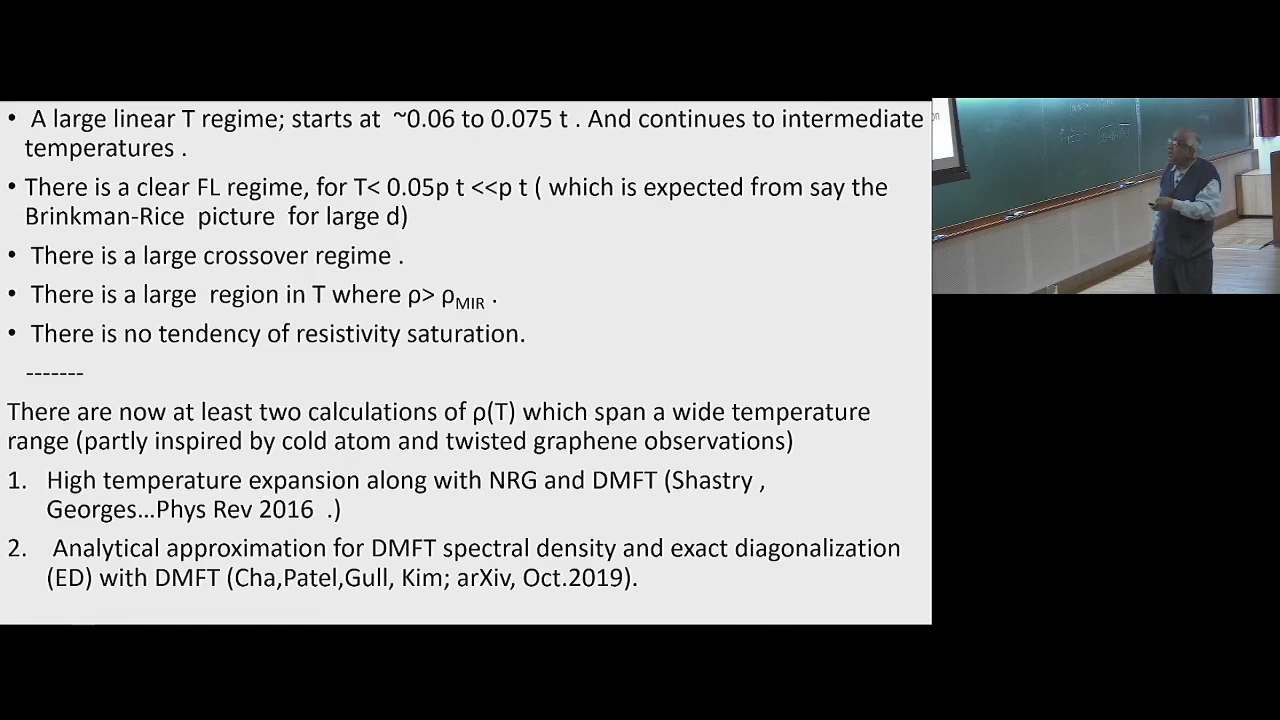 • A large linear T regime; starts at ~0.06 to 0.075 t . And continues to intermediate
temperatures .
• There is a clear FL regime, for T< 0.05p t <<p t ( which is expected from say the
Brinkman-Rice picture for large d)
• There is a large crossover regime .
• There is a large region in T where ρ> ρMIR .
• There is no tendency of resistivity saturation.
-------
There are now at least two calculations of ρ(T) which span a wide temperature
range (partly inspired by cold atom and twisted graphene observations)
1. High temperature expansion along with NRG and DMFT (Shastry ,
Georges...Phys Rev 2016 .)
2. Analytical approximation for DMFT spectral density and exact diagonalization
(ED) with DMFT (Cha,Patel,Gull, Kim; arXiv, Oct.2019).